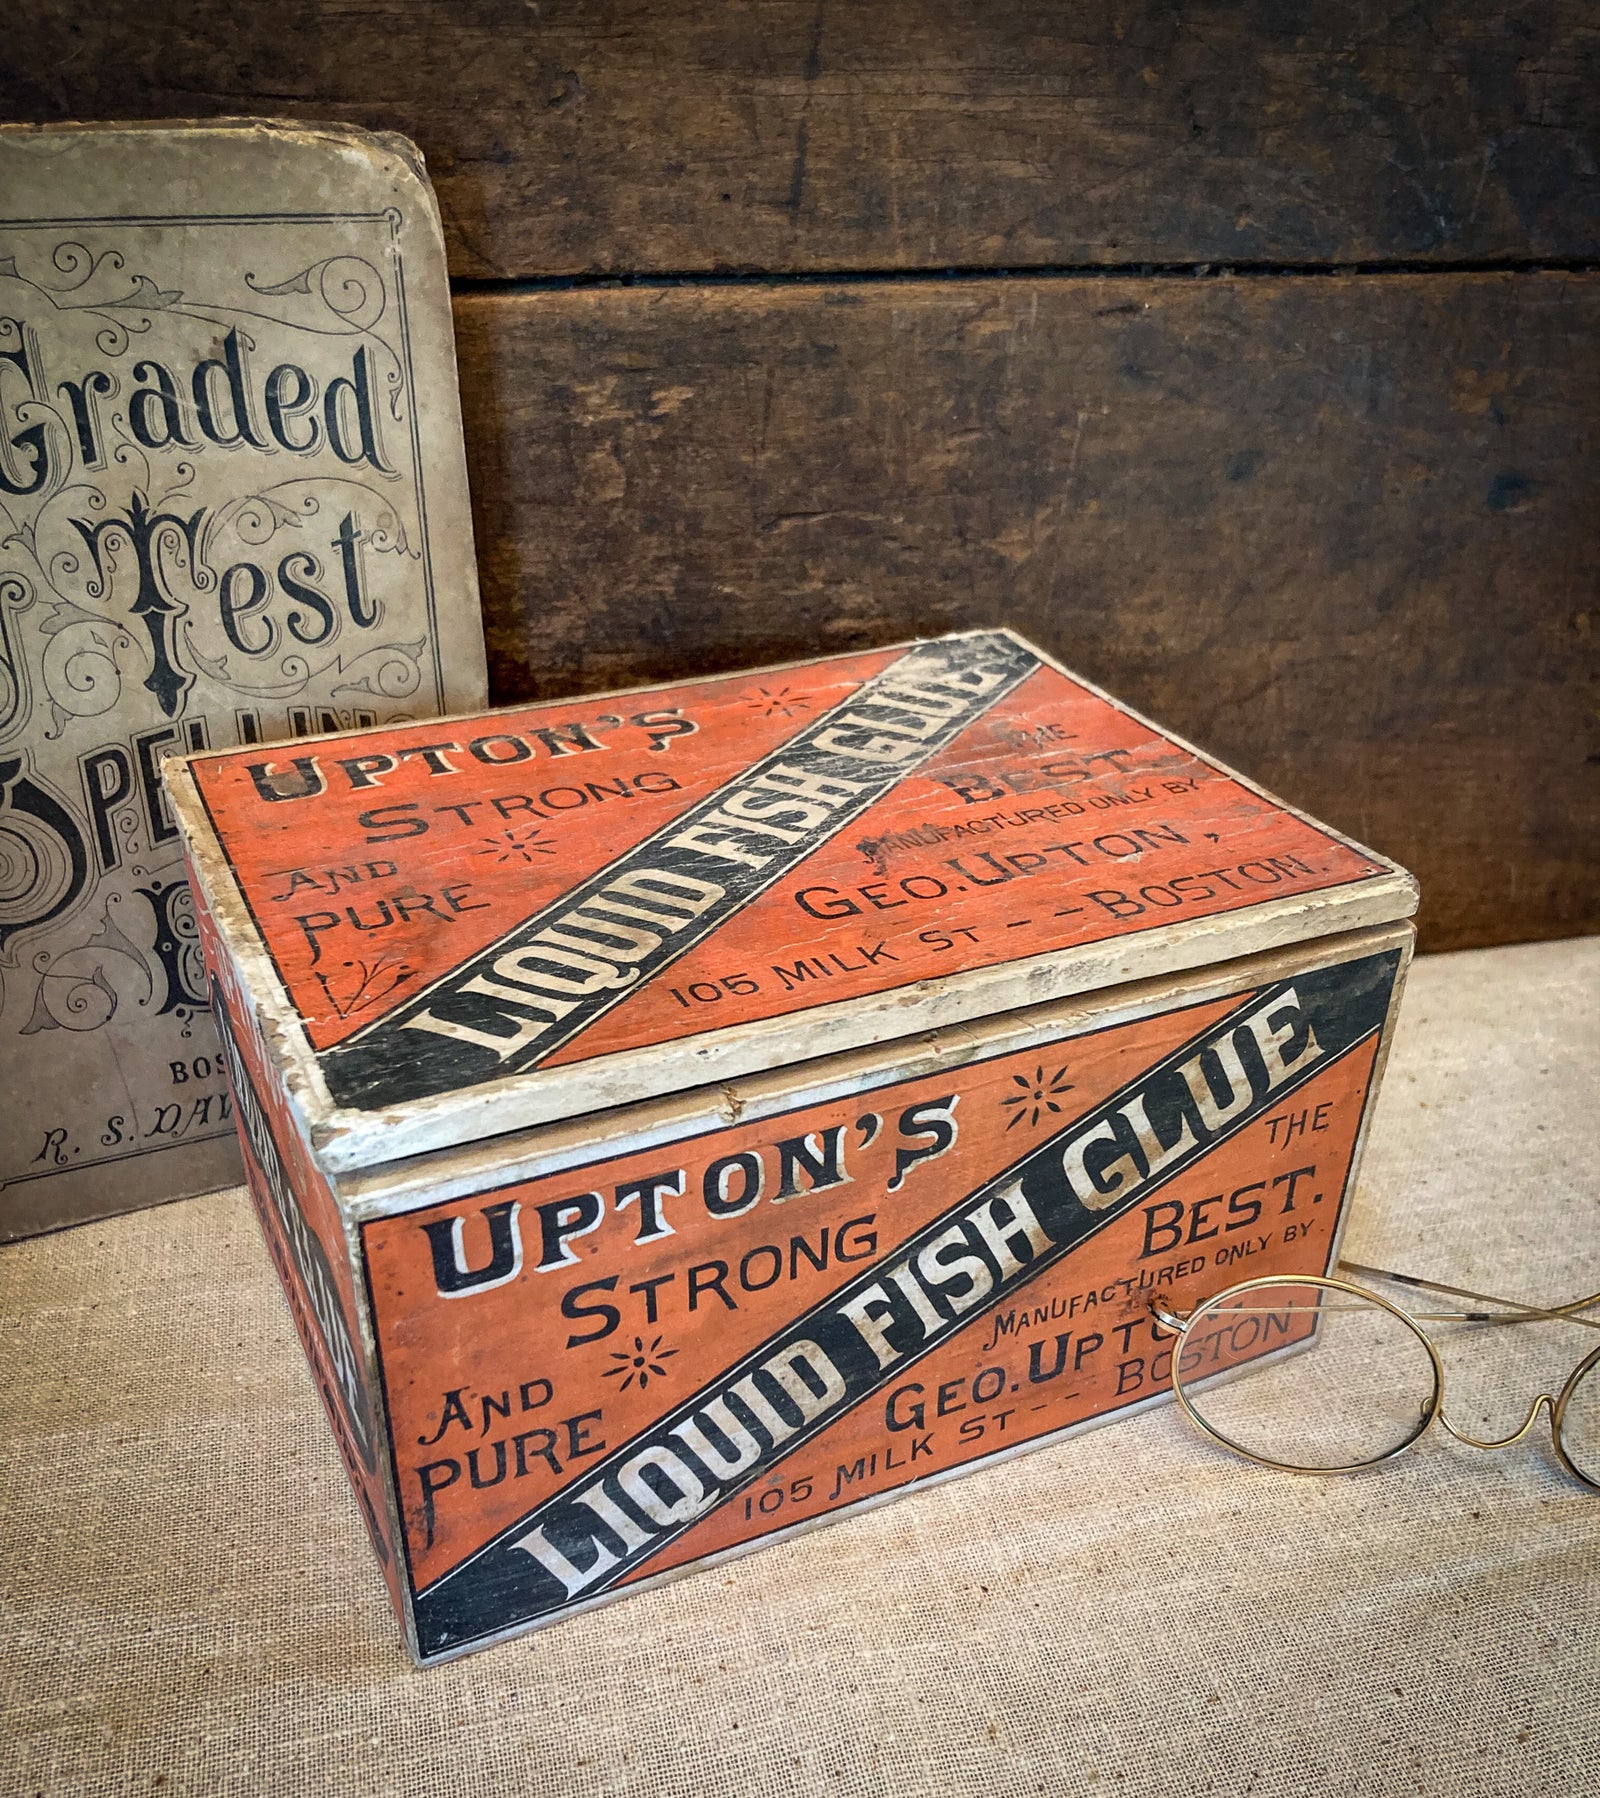 Graded
Test
SPELLING
BOS
R. S. DAV
UPTON'S
STRONG
AND
PURE
LIQUID FISH GLUE
THE
BEST.
MANUFACTURED ONLY BY
GEO. UPTON,
105 MILK ST -- BOSTON.
UPTON'S
STRONG
AND
PURE
LIQUID FISH GLUE
THE
BEST.
MANUFACTURED ONLY BY
GEO. UPTON
105 MILK ST -- BOSTON